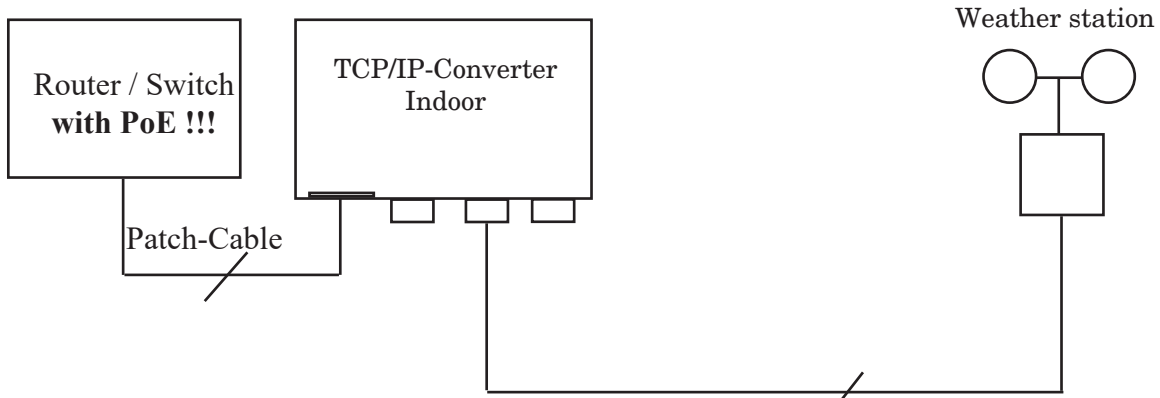 Weather station
Router / Switch
with PoE !!!
TCP/IP-Converter
Indoor
Patch-Cable